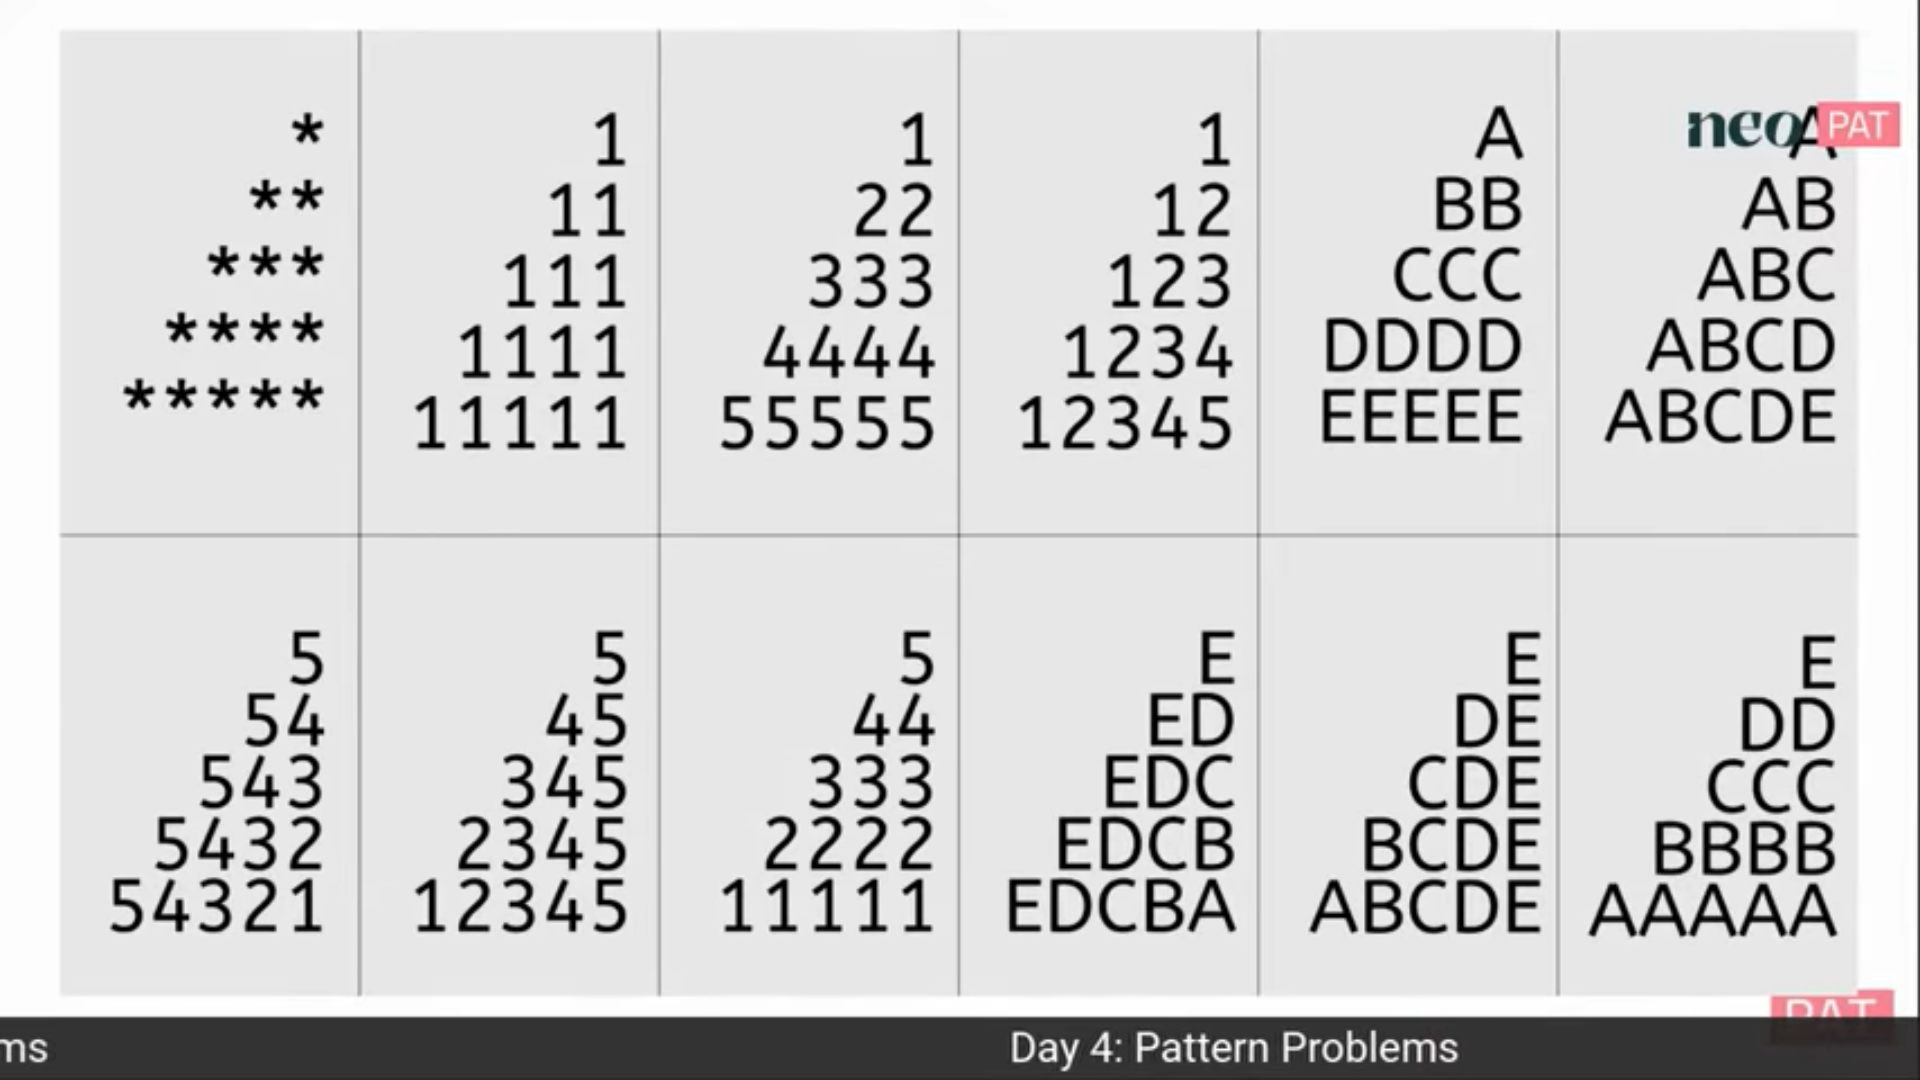 *
**
***
****
*****
1
11
111
1111
11111
1
22
333
4444
55555
1
12
123
1234
12345
A
BB
CCC
DDDD
EEEEE
neo PAT
A
AB
ABC
ABCD
ABCDE
5
54
543
5432
54321
5
45
345
2345
12345
5
44
333
2222
11111
E
ED
EDC
EDCB
EDCBA
E
DE
CDE
BCDE
ABCDE
E
DD
CCC
BBBB
AAAAA
PAT
ms
Day 4: Pattern Problems